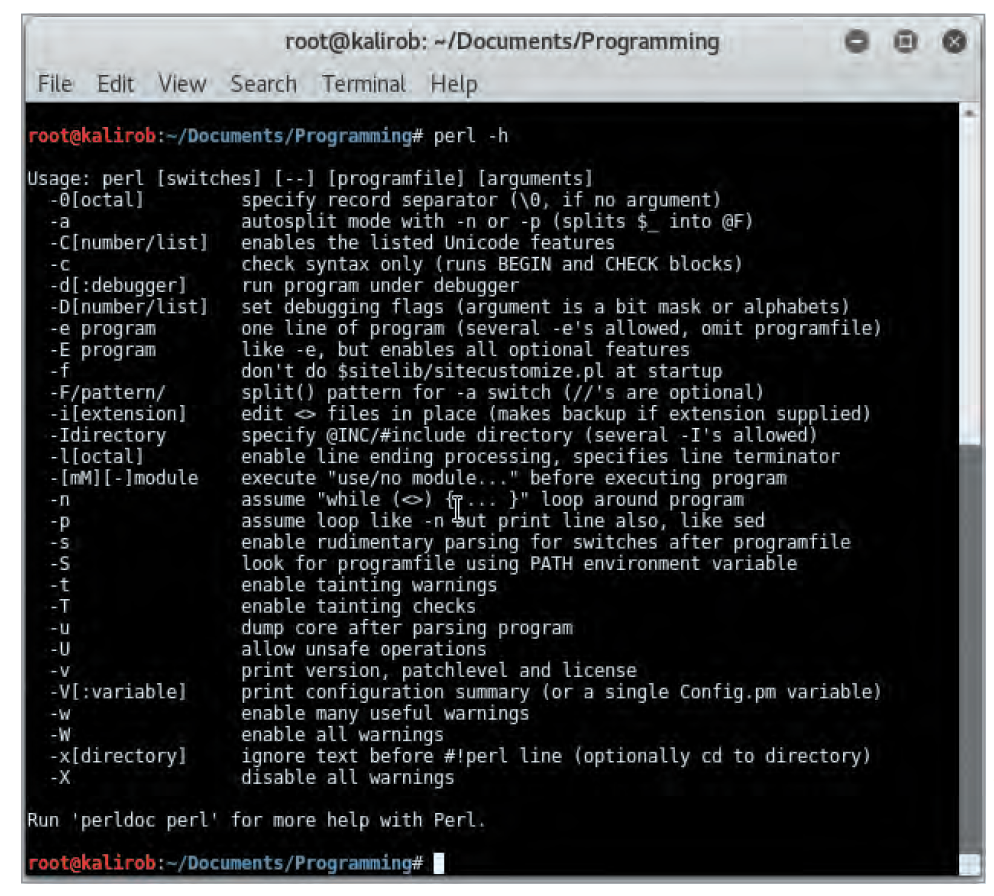 root@kalirob: ~/Documents/Programming
File Edit View Search Terminal Help
root@kalirob:~/Documents/Programming# perl -h
Usage: perl [switches] [--] [programfile] [arguments]
  -0[octal]         specify record separator (\0, if no argument)
  -a                autosplit mode with -n or -p (splits $_ into @F)
  -C[number/list]   enables the listed Unicode features
  -c                check syntax only (runs BEGIN and CHECK blocks)
  -d[:debugger]     run program under debugger
  -D[number/list]   set debugging flags (argument is a bit mask or alphabets)
  -e program        one line of program (several -e's allowed, omit programfile)
  -E program        like -e, but enables all optional features
  -f                don't do $sitelib/sitecustomize.pl at startup
  -F/pattern/       split() pattern for -a switch (//'s are optional)
  -i[extension]     edit <> files in place (makes backup if extension supplied)
  -Idirectory       specify @INC/#include directory (several -I's allowed)
  -l[octal]         enable line ending processing, specifies line terminator
  -[mM][-]module    execute "use/no module..." before executing program
  -n                assume "while (<>) { ... }" loop around program
  -p                assume loop like -n but print line also, like sed
  -s                enable rudimentary parsing for switches after programfile
  -S                look for programfile using PATH environment variable
  -t                enable tainting warnings
  -T                enable tainting checks
  -u                dump core after parsing program
  -U                allow unsafe operations
  -v                print version, patchlevel and license
  -V[:variable]     print configuration summary (or a single Config.pm variable)
  -w                enable many useful warnings
  -W                enable all warnings
  -x[directory]     ignore text before #!perl line (optionally cd to directory)
  -X                disable all warnings
Run 'perldoc perl' for more help with Perl.
root@kalirob:~/Documents/Programming#